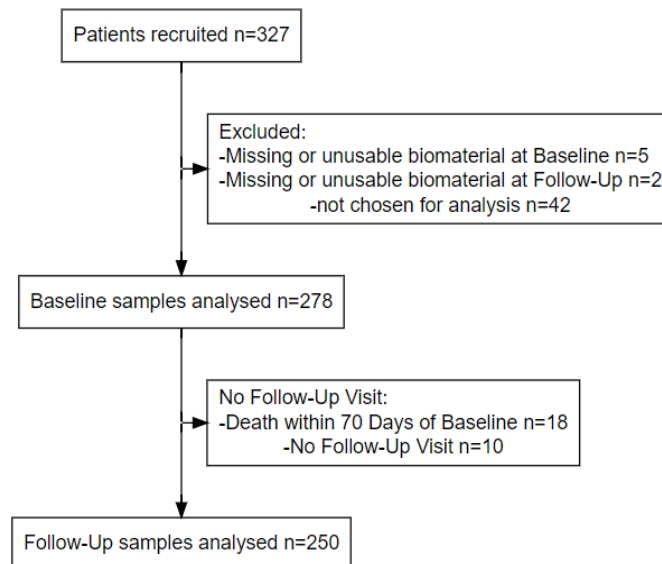 Patients recruited n=327
Excluded:
-Missing or unusable biomaterial at Baseline n=5
-Missing or unusable biomaterial at Follow-Up n=2
-not chosen for analysis n=42
Baseline samples analysed n=278
No Follow-Up Visit:
-Death within 70 Days of Baseline n=18
-No Follow-Up Visit n=10
Follow-Up samples analysed n=250